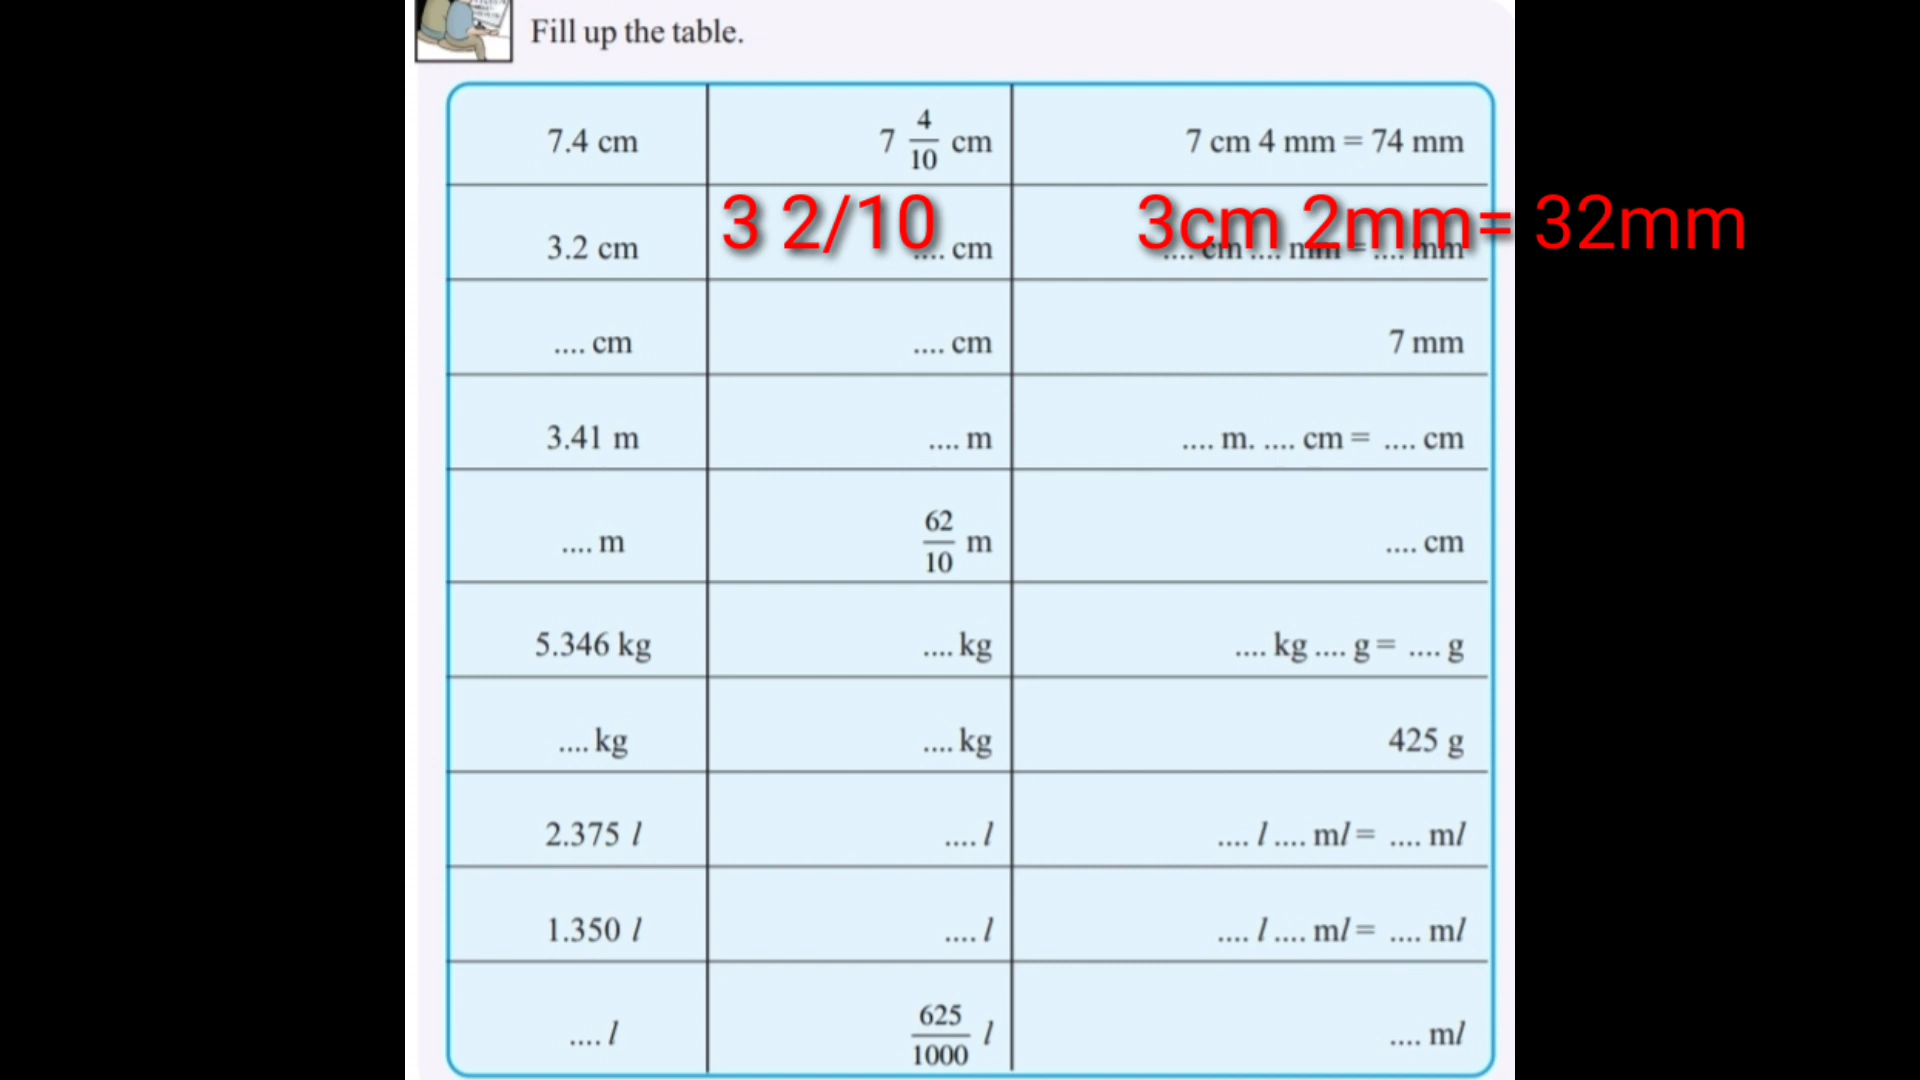 Fill up the table.
7.4 cm 7 4/10 cm 7 cm 4 mm = 74 mm
3 2/10 3cm 2mm= 32mm
3.2 cm .... cm .... cm .... mm = .... mm
.... cm .... cm 7 mm
3.41 m .... m .... m. .... cm = .... cm
.... m 62/10 m .... cm
5.346 kg .... kg .... kg .... g = .... g
.... kg .... kg 425 g
2.375 l .... l .... l .... ml = .... ml
1.350 l .... l .... l .... ml = .... ml
.... l 625/1000 l .... ml